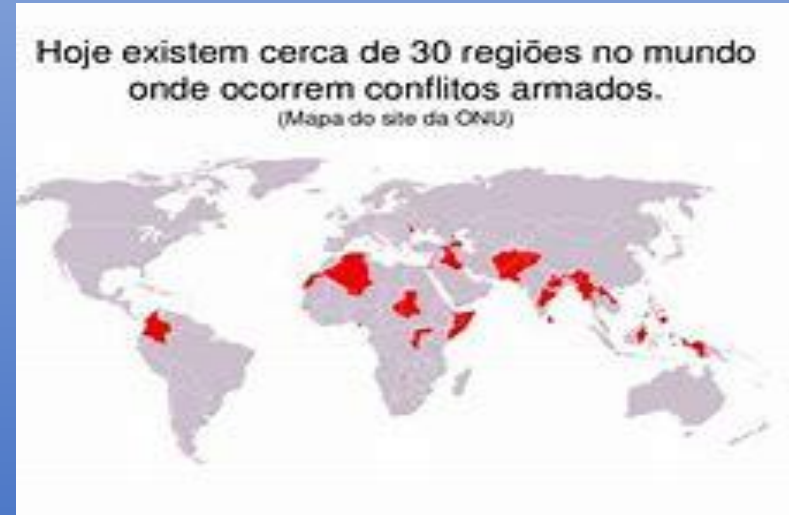 Hoje existem cerca de 30 regiões no mundo
onde ocorrem conflitos armados.
(Mapa do site da ONU)